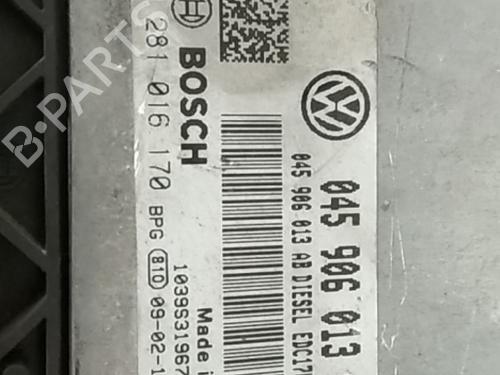 045 906 013
045 906 013 AB DIESEL EDC17
BOSCH
281 016 170 BPG 810 09-02-1
1039S31967
Made i
B-PARTS